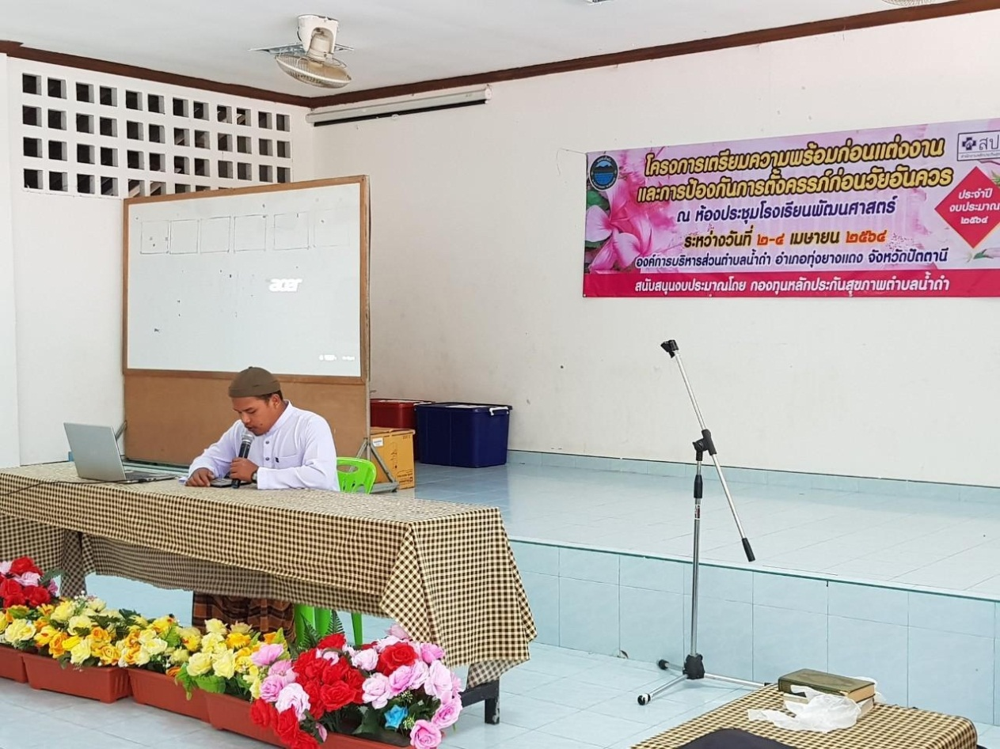 โครงการเตรียมความพร้อมก่อนแต่งงาน
และการป้องกันการตั้งครรภ์ก่อนวัยอันควร
ณ ห้องประชุมโรงเรียนพัฒนศาสตร์
ระหว่างวันที่ ๒-๔ เมษายน ๒๕๖๔
องค์การบริหารส่วนตำบลน้ำดำ อำเภอทุ่งยางแดง จังหวัดปัตตานี
สนับสนุนงบประมาณโดย กองทุนหลักประกันสุขภาพตำบลน้ำดำ
สป
ประจำปี
งบประมาณ
๒๕๖๔
acer